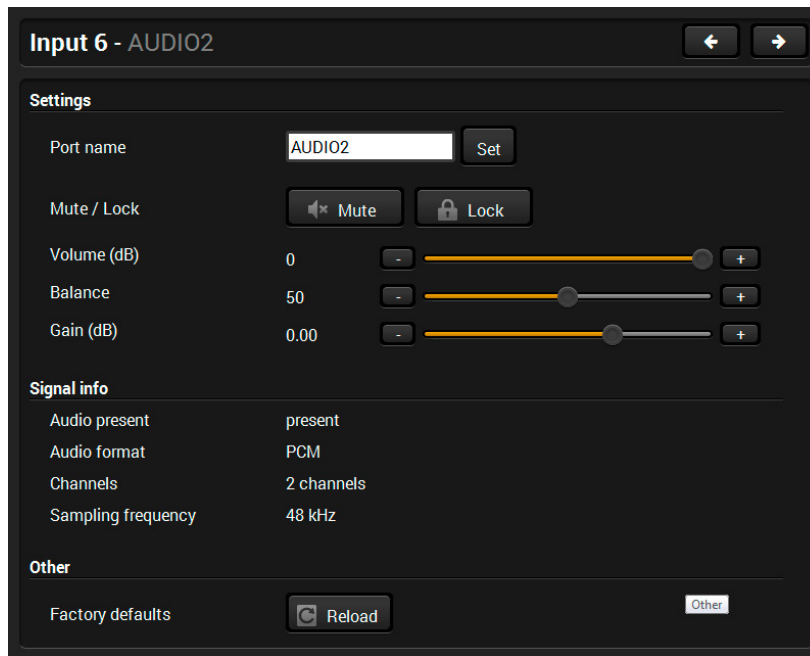 Input 6 - AUDIO2
Settings
Port name AUDIO2 Set
Mute / Lock Mute Lock
Volume (dB) 0 - +
Balance 50 - +
Gain (dB) 0.00 - +
Signal info
Audio present present
Audio format PCM
Channels 2 channels
Sampling frequency 48 kHz
Other
Factory defaults Reload Other